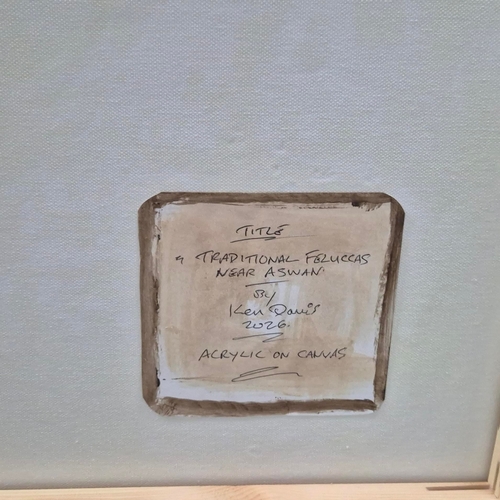 TITLE
" TRADITIONAL FELUCCAS
NEAR ASWAN"
By
Ken Davis
2026.
ACRYLIC ON CANVAS